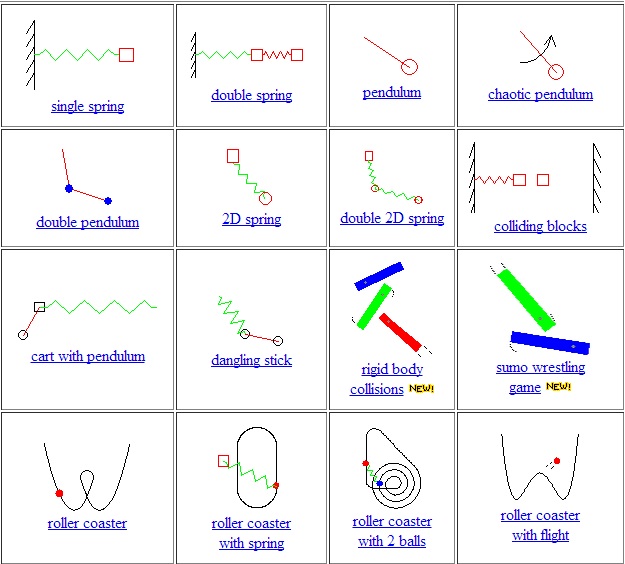 single spring
double spring
pendulum
chaotic pendulum
double pendulum
2D spring
double 2D spring
colliding blocks
cart with pendulum
dangling stick
rigid body
collisions NEW!
sumo wrestling
game NEW!
roller coaster
roller coaster
with spring
roller coaster
with 2 balls
roller coaster
with flight